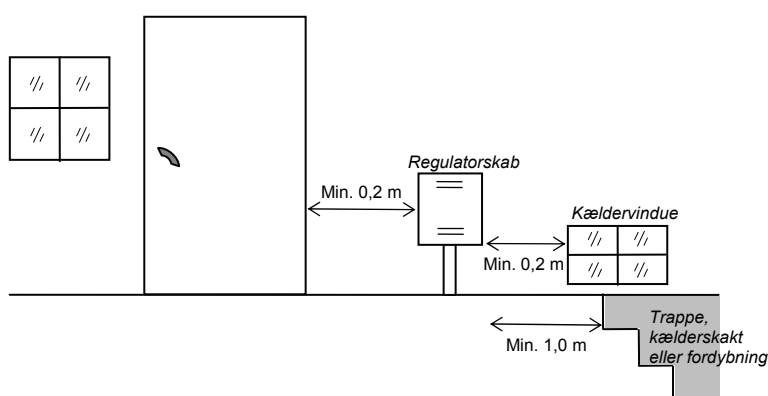 Regulatorskab
Min. 0,2 m
Kældervindue
Min. 0,2 m
Trappe,
kælderskakt
eller fordybning
Min. 1,0 m